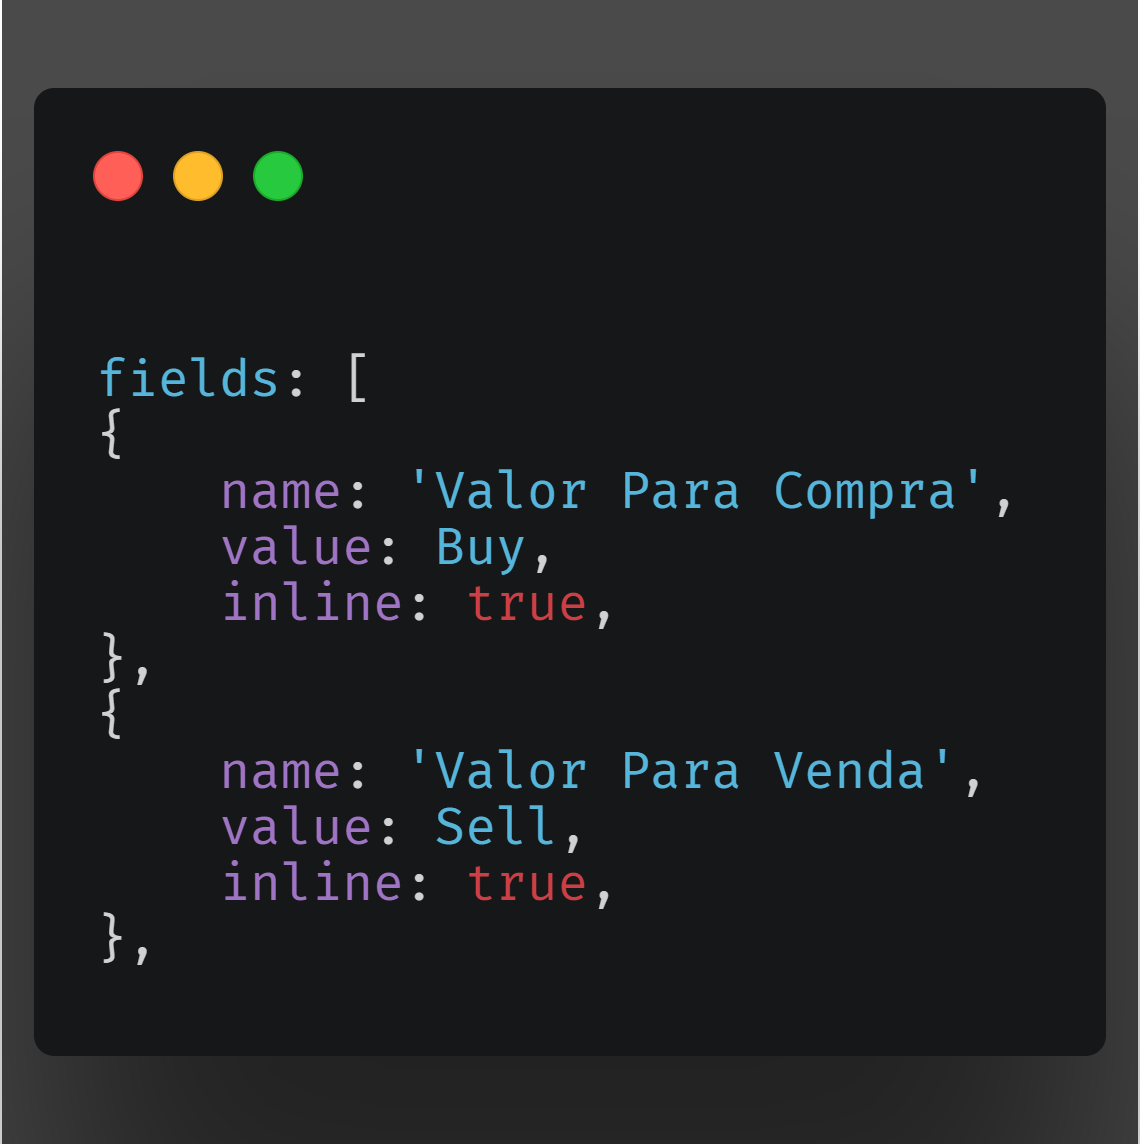 fields: [
{
    name: 'Valor Para Compra',
    value: Buy,
    inline: true,
},
{
    name: 'Valor Para Venda',
    value: Sell,
    inline: true,
},